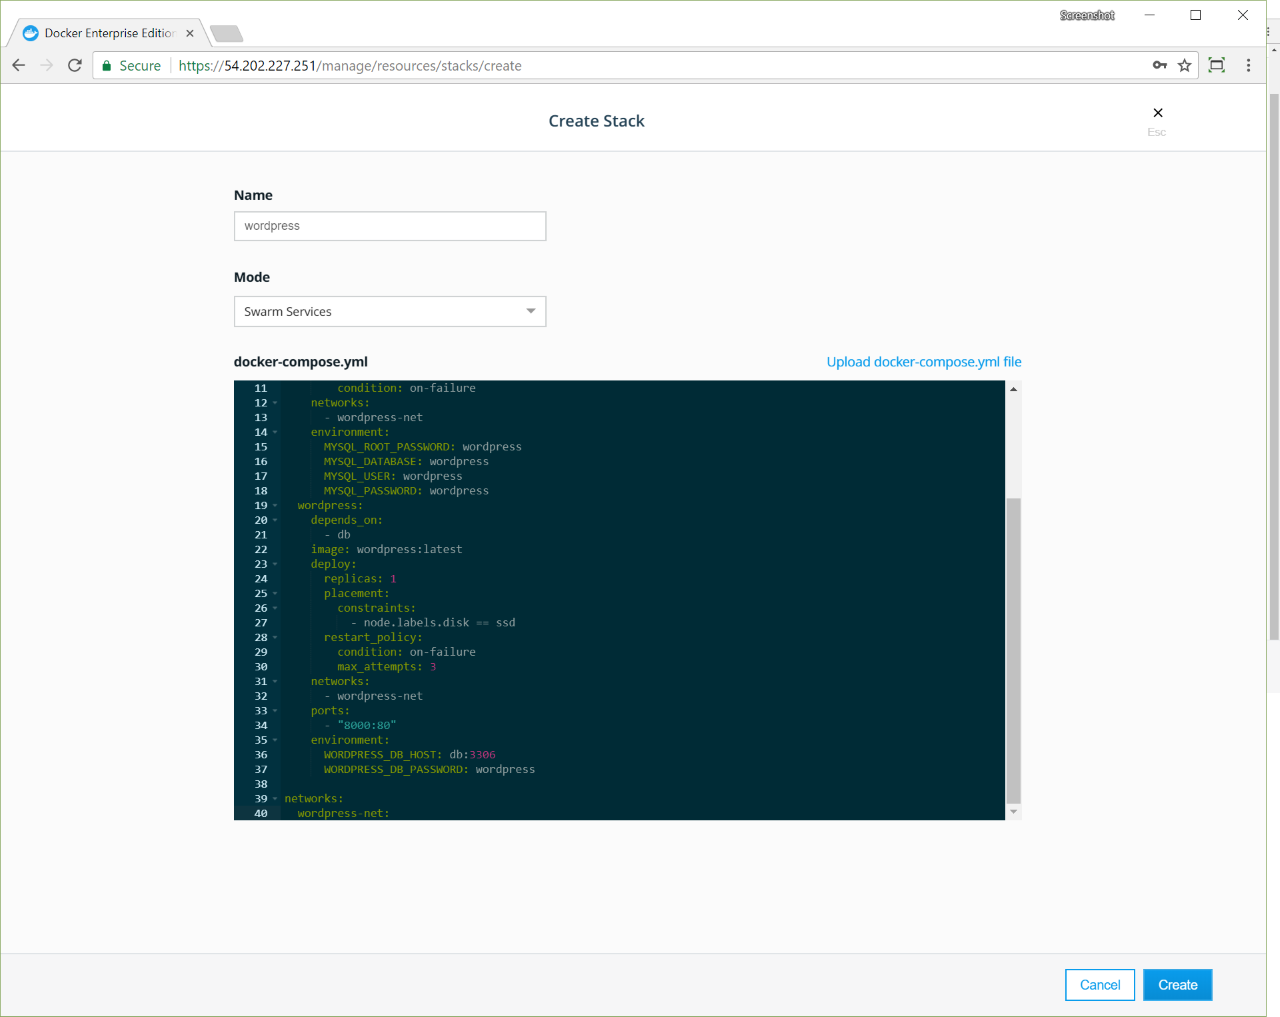 Screenshot
Docker Enterprise Edition
Secure https://54.202.227.251/manage/resources/stacks/create
Create Stack
Esc
Name
wordpress
Mode
Swarm Services
docker-compose.yml Upload docker-compose.yml file
11 condition: on-failure
12 networks:
13 - wordpress-net
14 environment:
15 MYSQL_ROOT_PASSWORD: wordpress
16 MYSQL_DATABASE: wordpress
17 MYSQL_USER: wordpress
18 MYSQL_PASSWORD: wordpress
19 wordpress:
20 depends_on:
21 - db
22 image: wordpress:latest
23 deploy:
24 replicas: 1
25 placement:
26 constraints:
27 - node.labels.disk == ssd
28 restart_policy:
29 condition: on-failure
30 max_attempts: 3
31 networks:
32 - wordpress-net
33 ports:
34 - "8000:80"
35 environment:
36 WORDPRESS_DB_HOST: db:3306
37 WORDPRESS_DB_PASSWORD: wordpress
38
39 networks:
40 wordpress-net:
Cancel Create